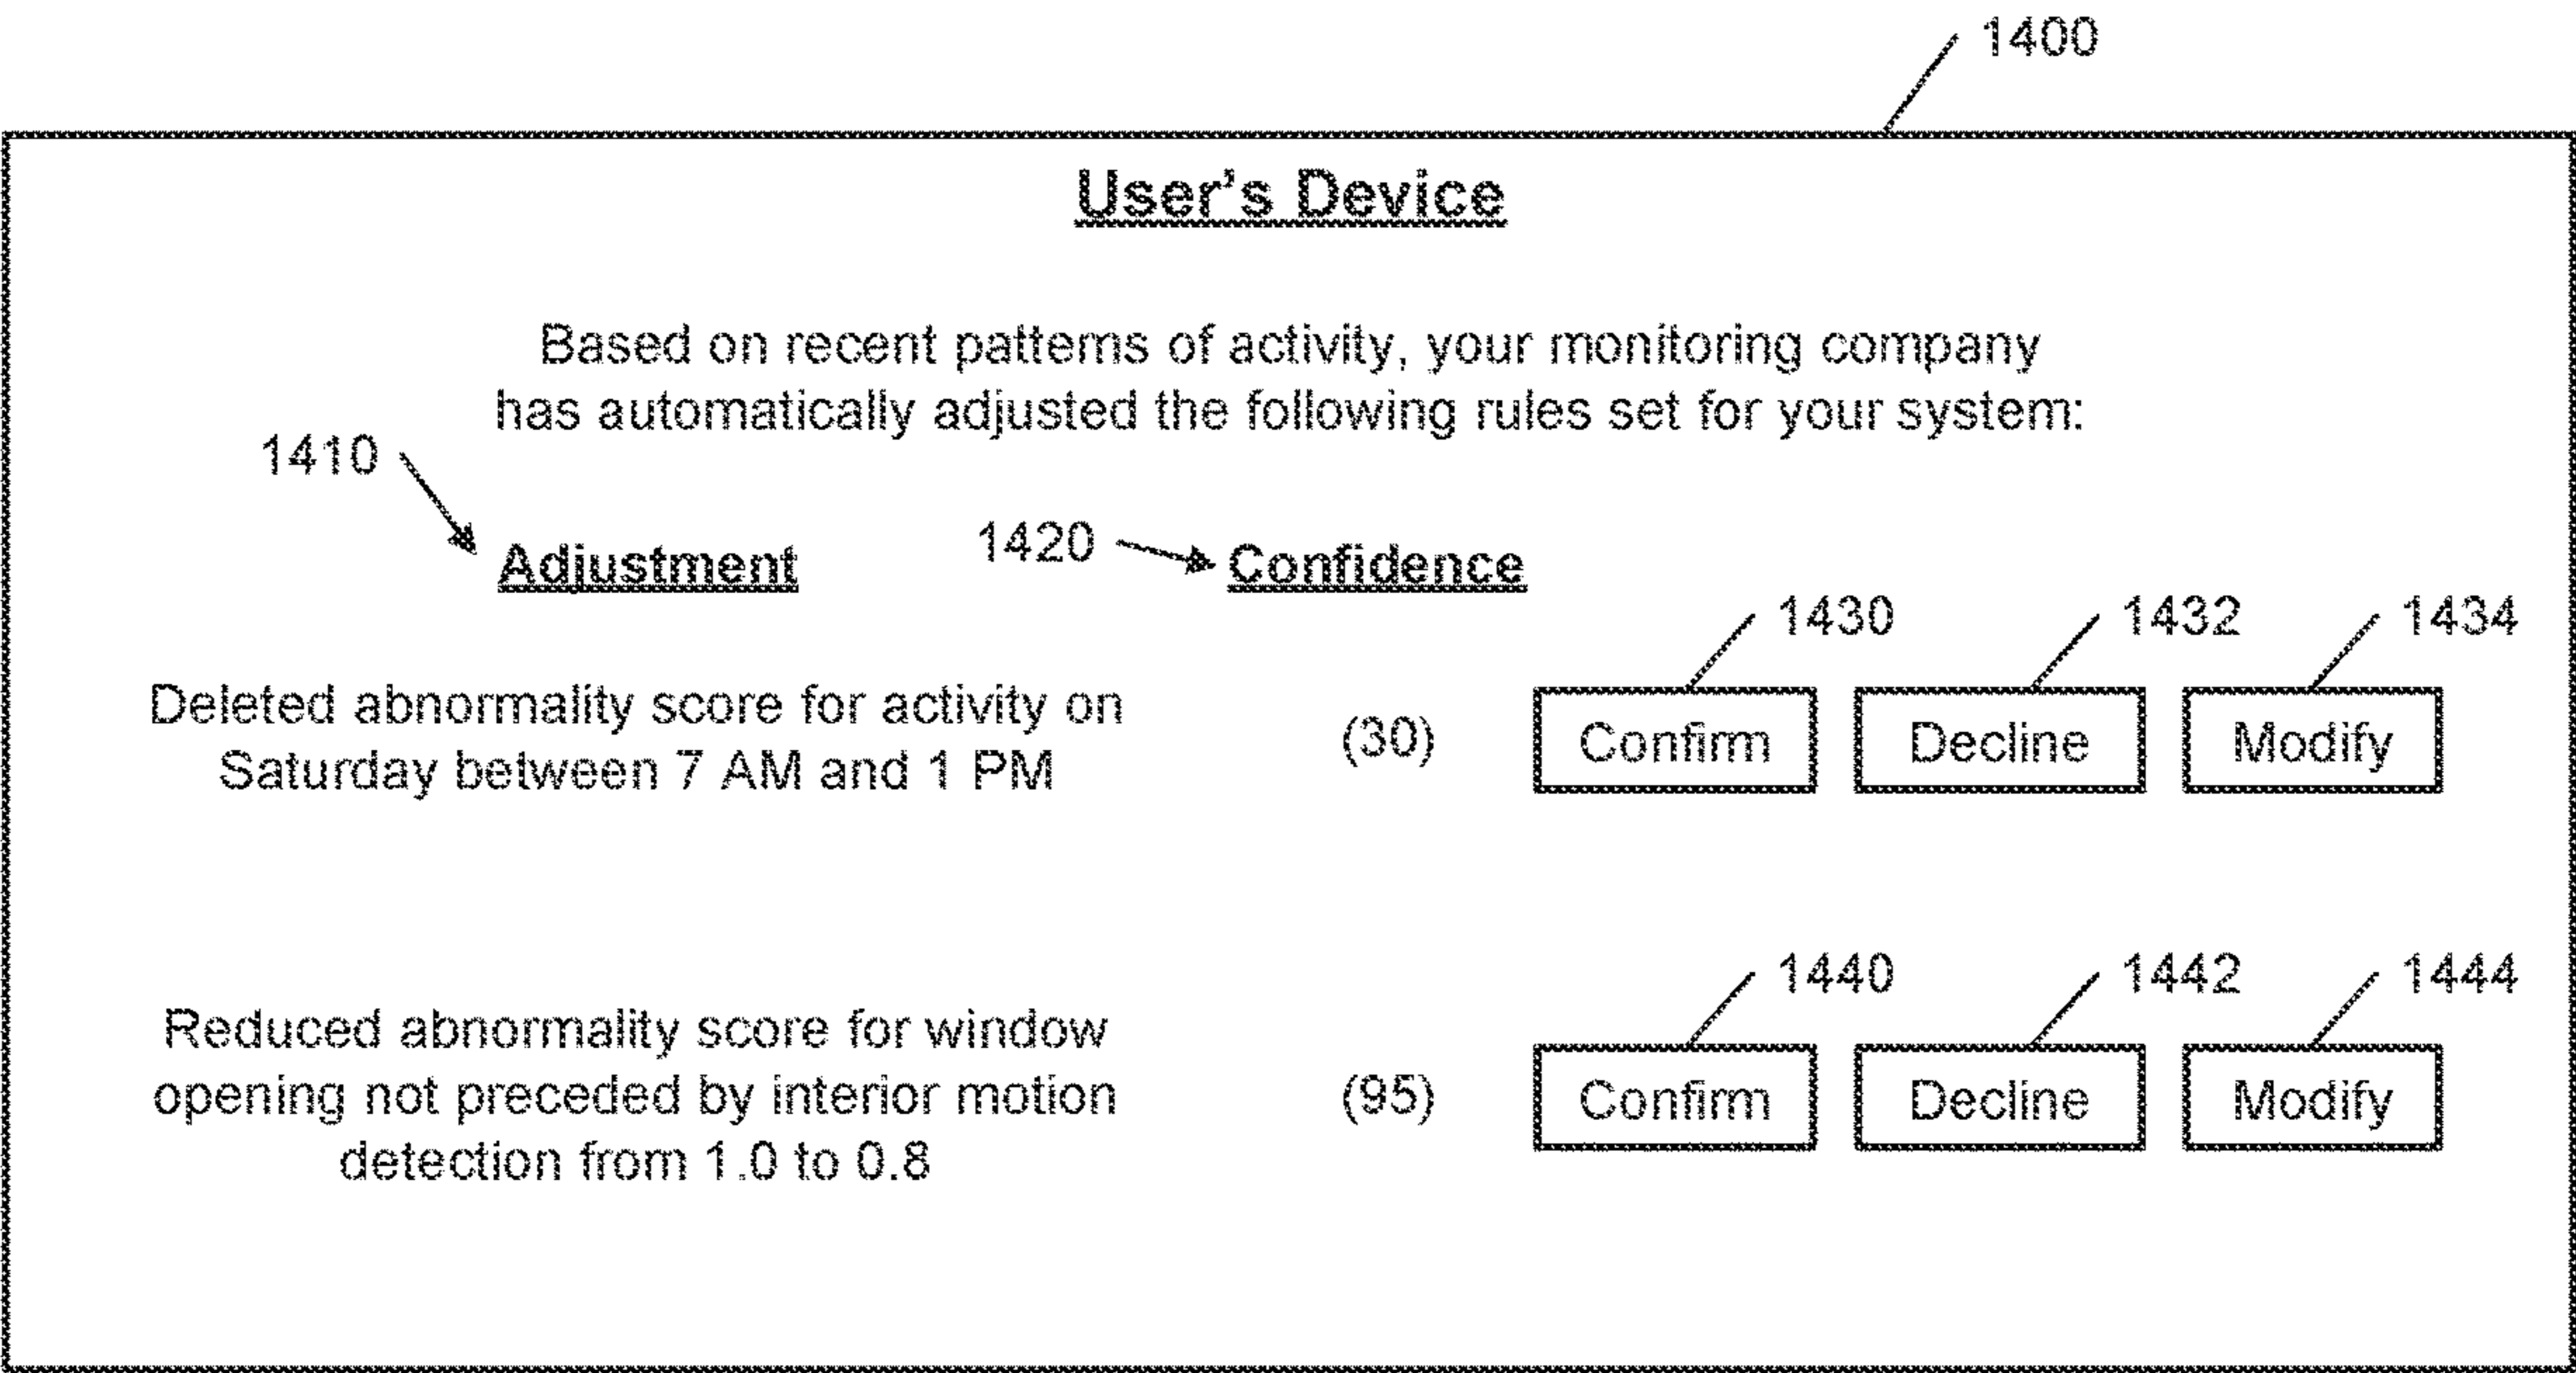 1400
User's Device
Based on recent patterns of activity, your monitoring company
has automatically adjusted the following rules set for your system:
1410
Adjustment
1420
Confidence
1430
1432
1434
Deleted abnormality score for activity on
Saturday between 7 AM and 1 PM
(30)
Confirm
Decline
Modify
1440
1442
1444
Reduced abnormality score for window
opening not preceded by interior motion
detection from 1.0 to 0.8
(95)
Confirm
Decline
Modify